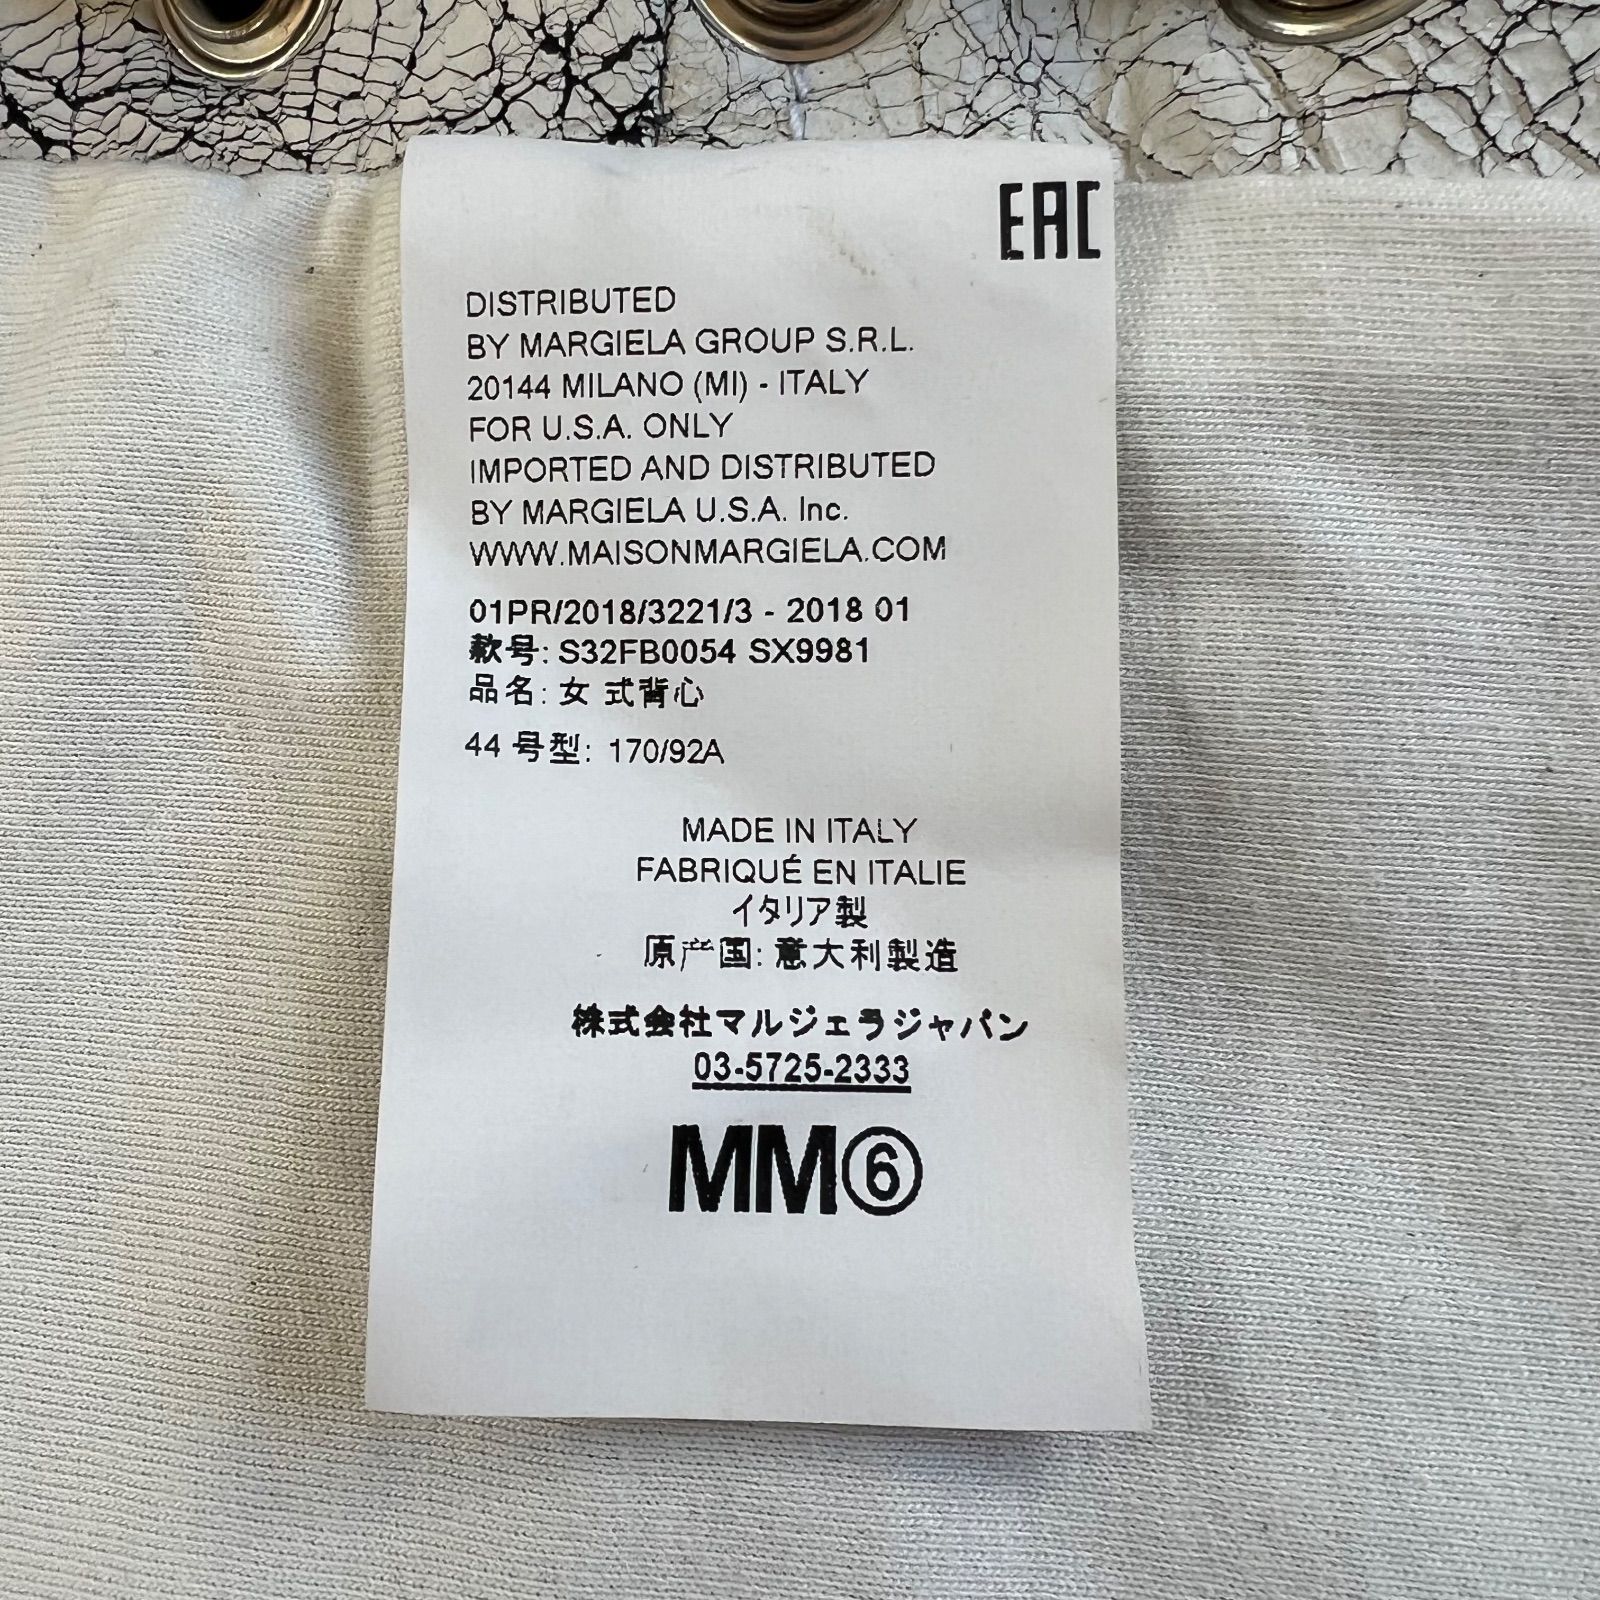 EAC
DISTRIBUTED
BY MARGIELA GROUP S.R.L.
20144 MILANO (MI) - ITALY
FOR U.S.A. ONLY
IMPORTED AND DISTRIBUTED
BY MARGIELA U.S.A. Inc.
WWW.MAISONMARGIELA.COM
01PR/2018/3221/3 - 2018 01
款号: S32FB0054 SX9981
品名: 女 式背心
44 号型: 170/92A
MADE IN ITALY
FABRIQUÉ EN ITALIE
イタリア製
原产国: 意大利製造
株式会社マルジェラジャパン
03-5725-2333
MM⑥